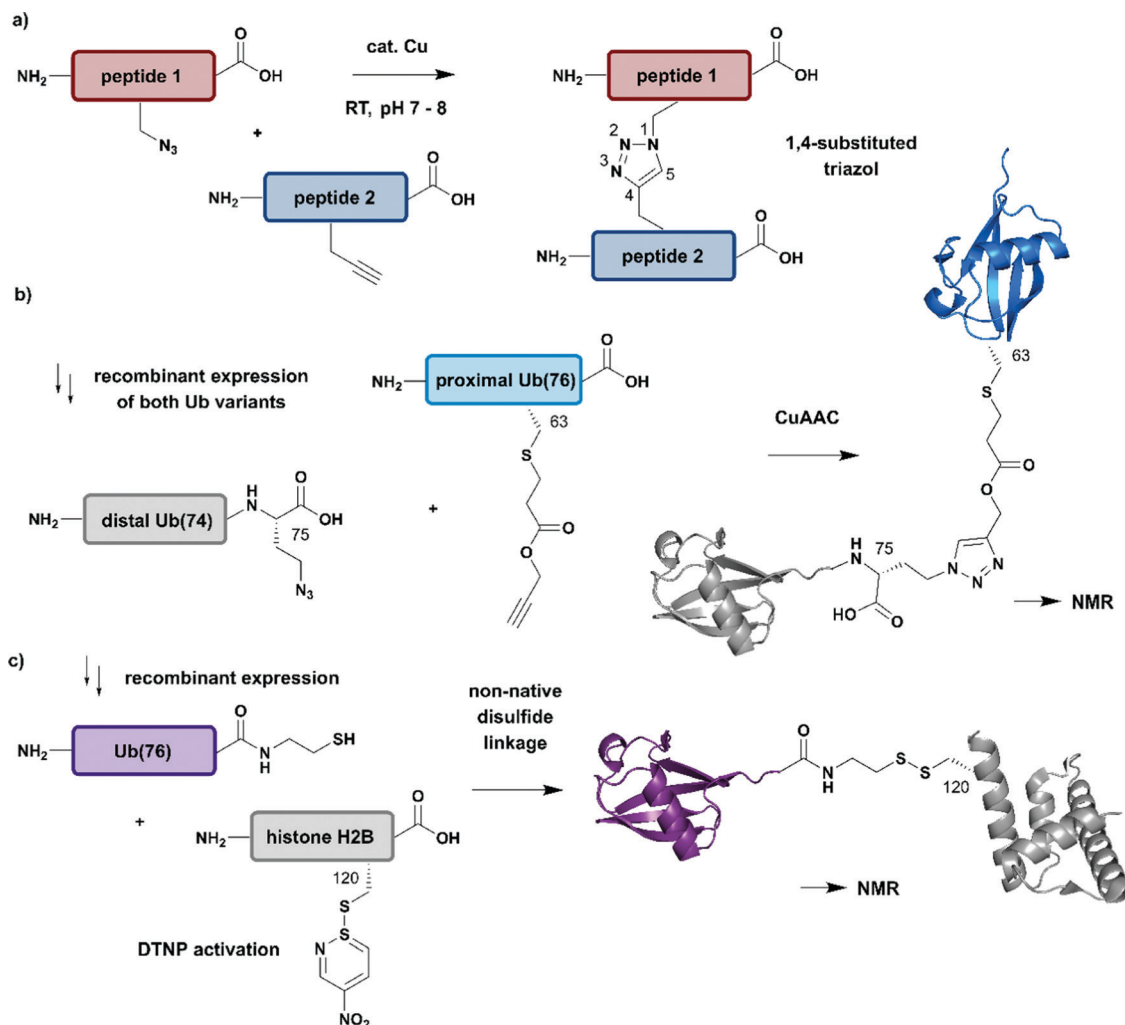 a)
NH2
peptide 1
O
OH
N3
+
NH2
peptide 2
O
OH
cat. Cu
RT, pH 7 - 8
NH2
peptide 1
O
OH
1
2
N
N
3
N
4
5
NH2
peptide 2
O
OH
1,4-substituted
triazol
b)
recombinant expression
of both Ub variants
NH2
distal Ub(74)
H
N
O
OH
75
N3
+
NH2
proximal Ub(76)
O
OH
63
S
O
O
CuAAC
63
S
O
O
H
N
75
HO
O
N
N
N
NMR
c)
recombinant expression
NH2
Ub(76)
O
N
H
SH
+
NH2
histone H2B
O
OH
120
S
S
N
NO2
DTNP activation
non-native
disulfide
linkage
O
N
H
S
S
120
NMR